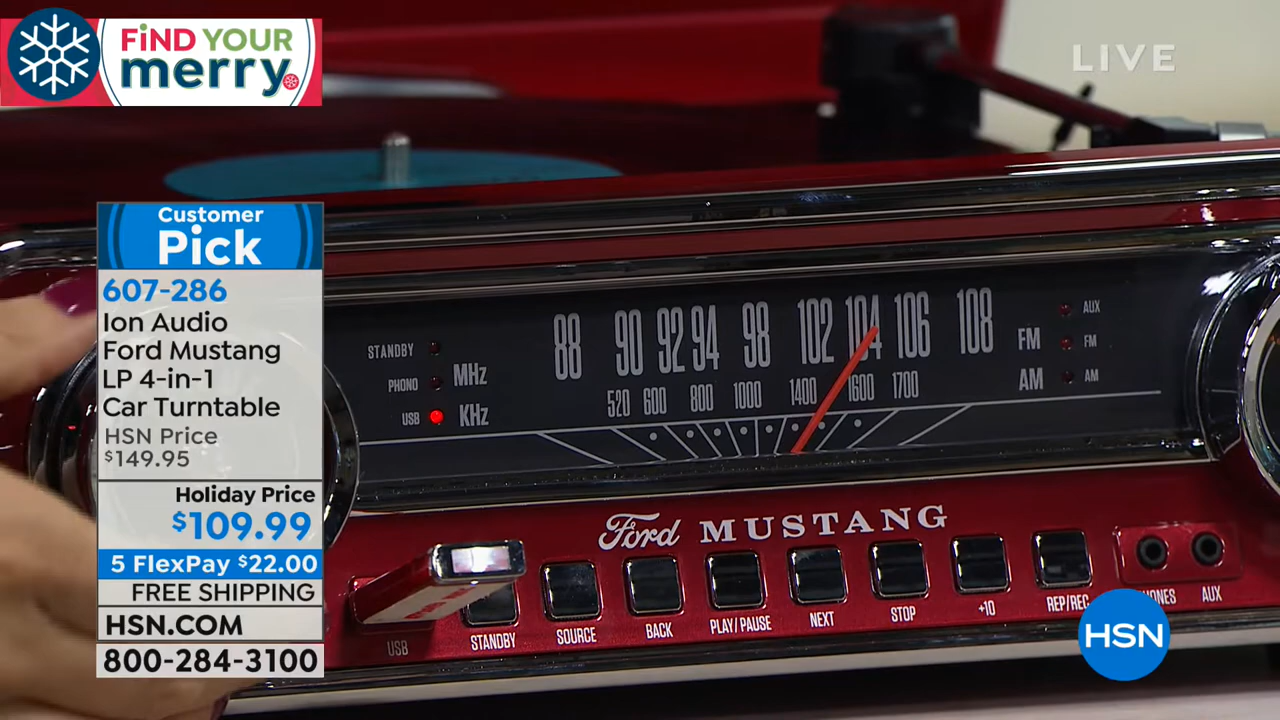 FiND YOUR
merry
LIVE
Customer
Pick
607-286
Ion Audio
Ford Mustang
LP 4-in-1
Car Turntable
HSN Price
$149.95
Holiday Price
$109.99
5 FlexPay $22.00
FREE SHIPPING
HSN.COM
800-284-3100
88 90 92 94 98 102 104 106 108
520 600 800 1000 1400 1600 1700
STANDBY
PHONO MHz
USB KHz
AUX
FM FM
AM AM
Ford MUSTANG
USB STANDBY SOURCE BACK PLAY/PAUSE NEXT STOP +10 REP/REC AUX
HSN